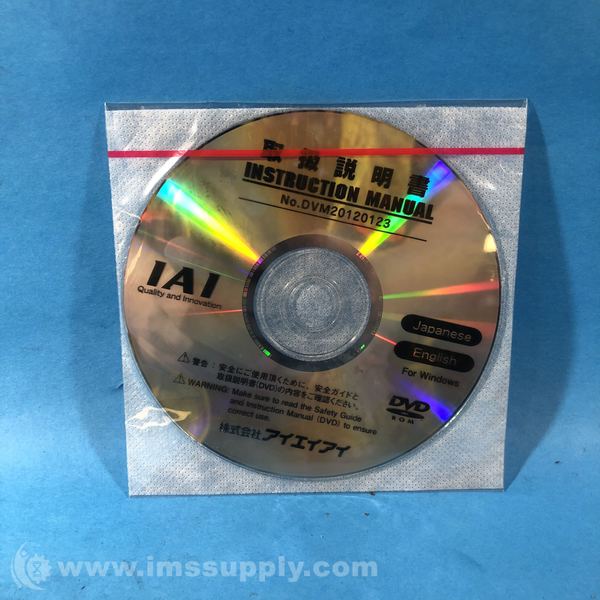 取扱説明書
INSTRUCTION MANUAL
No.DVM20120123
IAI
Quality and Innovation
Japanese
English
For Windows
警告：安全にご使用頂くために、安全ガイドと
取扱説明書(DVD)の内容をご確認ください。
WARNING: Make sure to read the Safety Guide
and Instruction Manual (DVD) to ensure
correct use.
DVD
ROM
株式会社アイエイアイ
www.imssupply.com